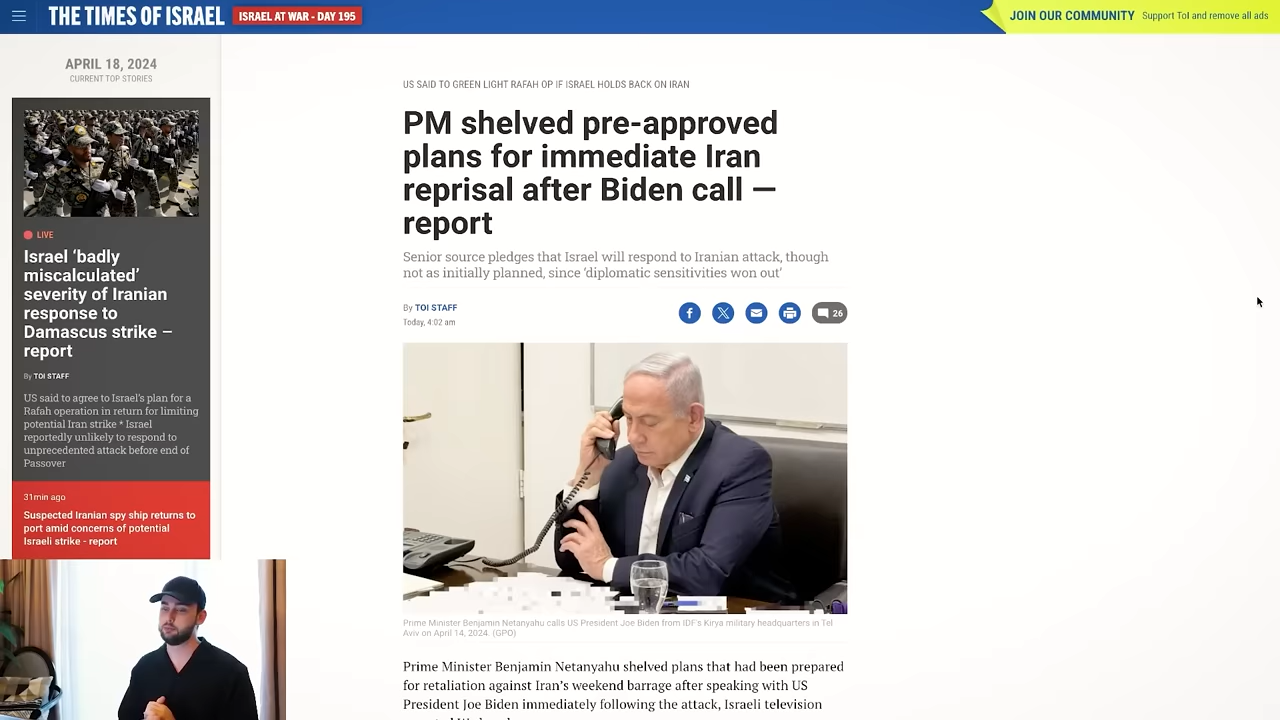 THE TIMES OF ISRAEL
ISRAEL AT WAR - DAY 195
JOIN OUR COMMUNITY Support ToI and remove all ads
APRIL 18, 2024
CURRENT TOP STORIES
LIVE
Israel ‘badly
miscalculated’
severity of Iranian
response to
Damascus strike –
report
By TOI STAFF
US said to agree to Israel's plan for a
Rafah operation in return for limiting
potential Iran strike * Israel
reportedly unlikely to respond to
unprecedented attack before end of
Passover
31min ago
Suspected Iranian spy ship returns to
port amid concerns of potential
Israeli strike - report
US SAID TO GREEN LIGHT RAFAH OP IF ISRAEL HOLDS BACK ON IRAN
PM shelved pre-approved
plans for immediate Iran
reprisal after Biden call —
report
Senior source pledges that Israel will respond to Iranian attack, though
not as initially planned, since ‘diplomatic sensitivities won out’
By TOI STAFF
Today, 4:02 am
26
Prime Minister Benjamin Netanyahu calls US President Joe Biden from IDF's Kirya military headquarters in Tel
Aviv on April 14, 2024. (GPO)
Prime Minister Benjamin Netanyahu shelved plans that had been prepared
for retaliation against Iran’s weekend barrage after speaking with US
President Joe Biden immediately following the attack, Israeli television